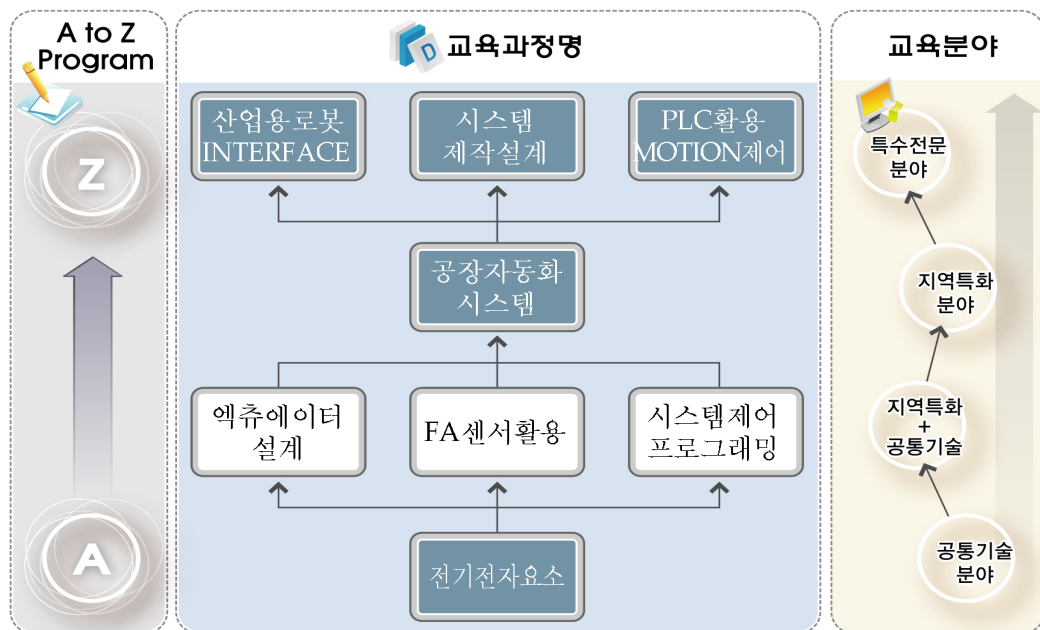 A to Z
Program
Z
A
D
교육과정명
산업용로봇
INTERFACE
시스템
제작설계
PLC활용
MOTION제어
공장자동화
시스템
엑츄에이터
설계
FA센서활용
시스템제어
프로그래밍
전기전자요소
교육분야
특수전문
분야
지역특화
분야
지역특화
+
공통기술
공통기술
분야